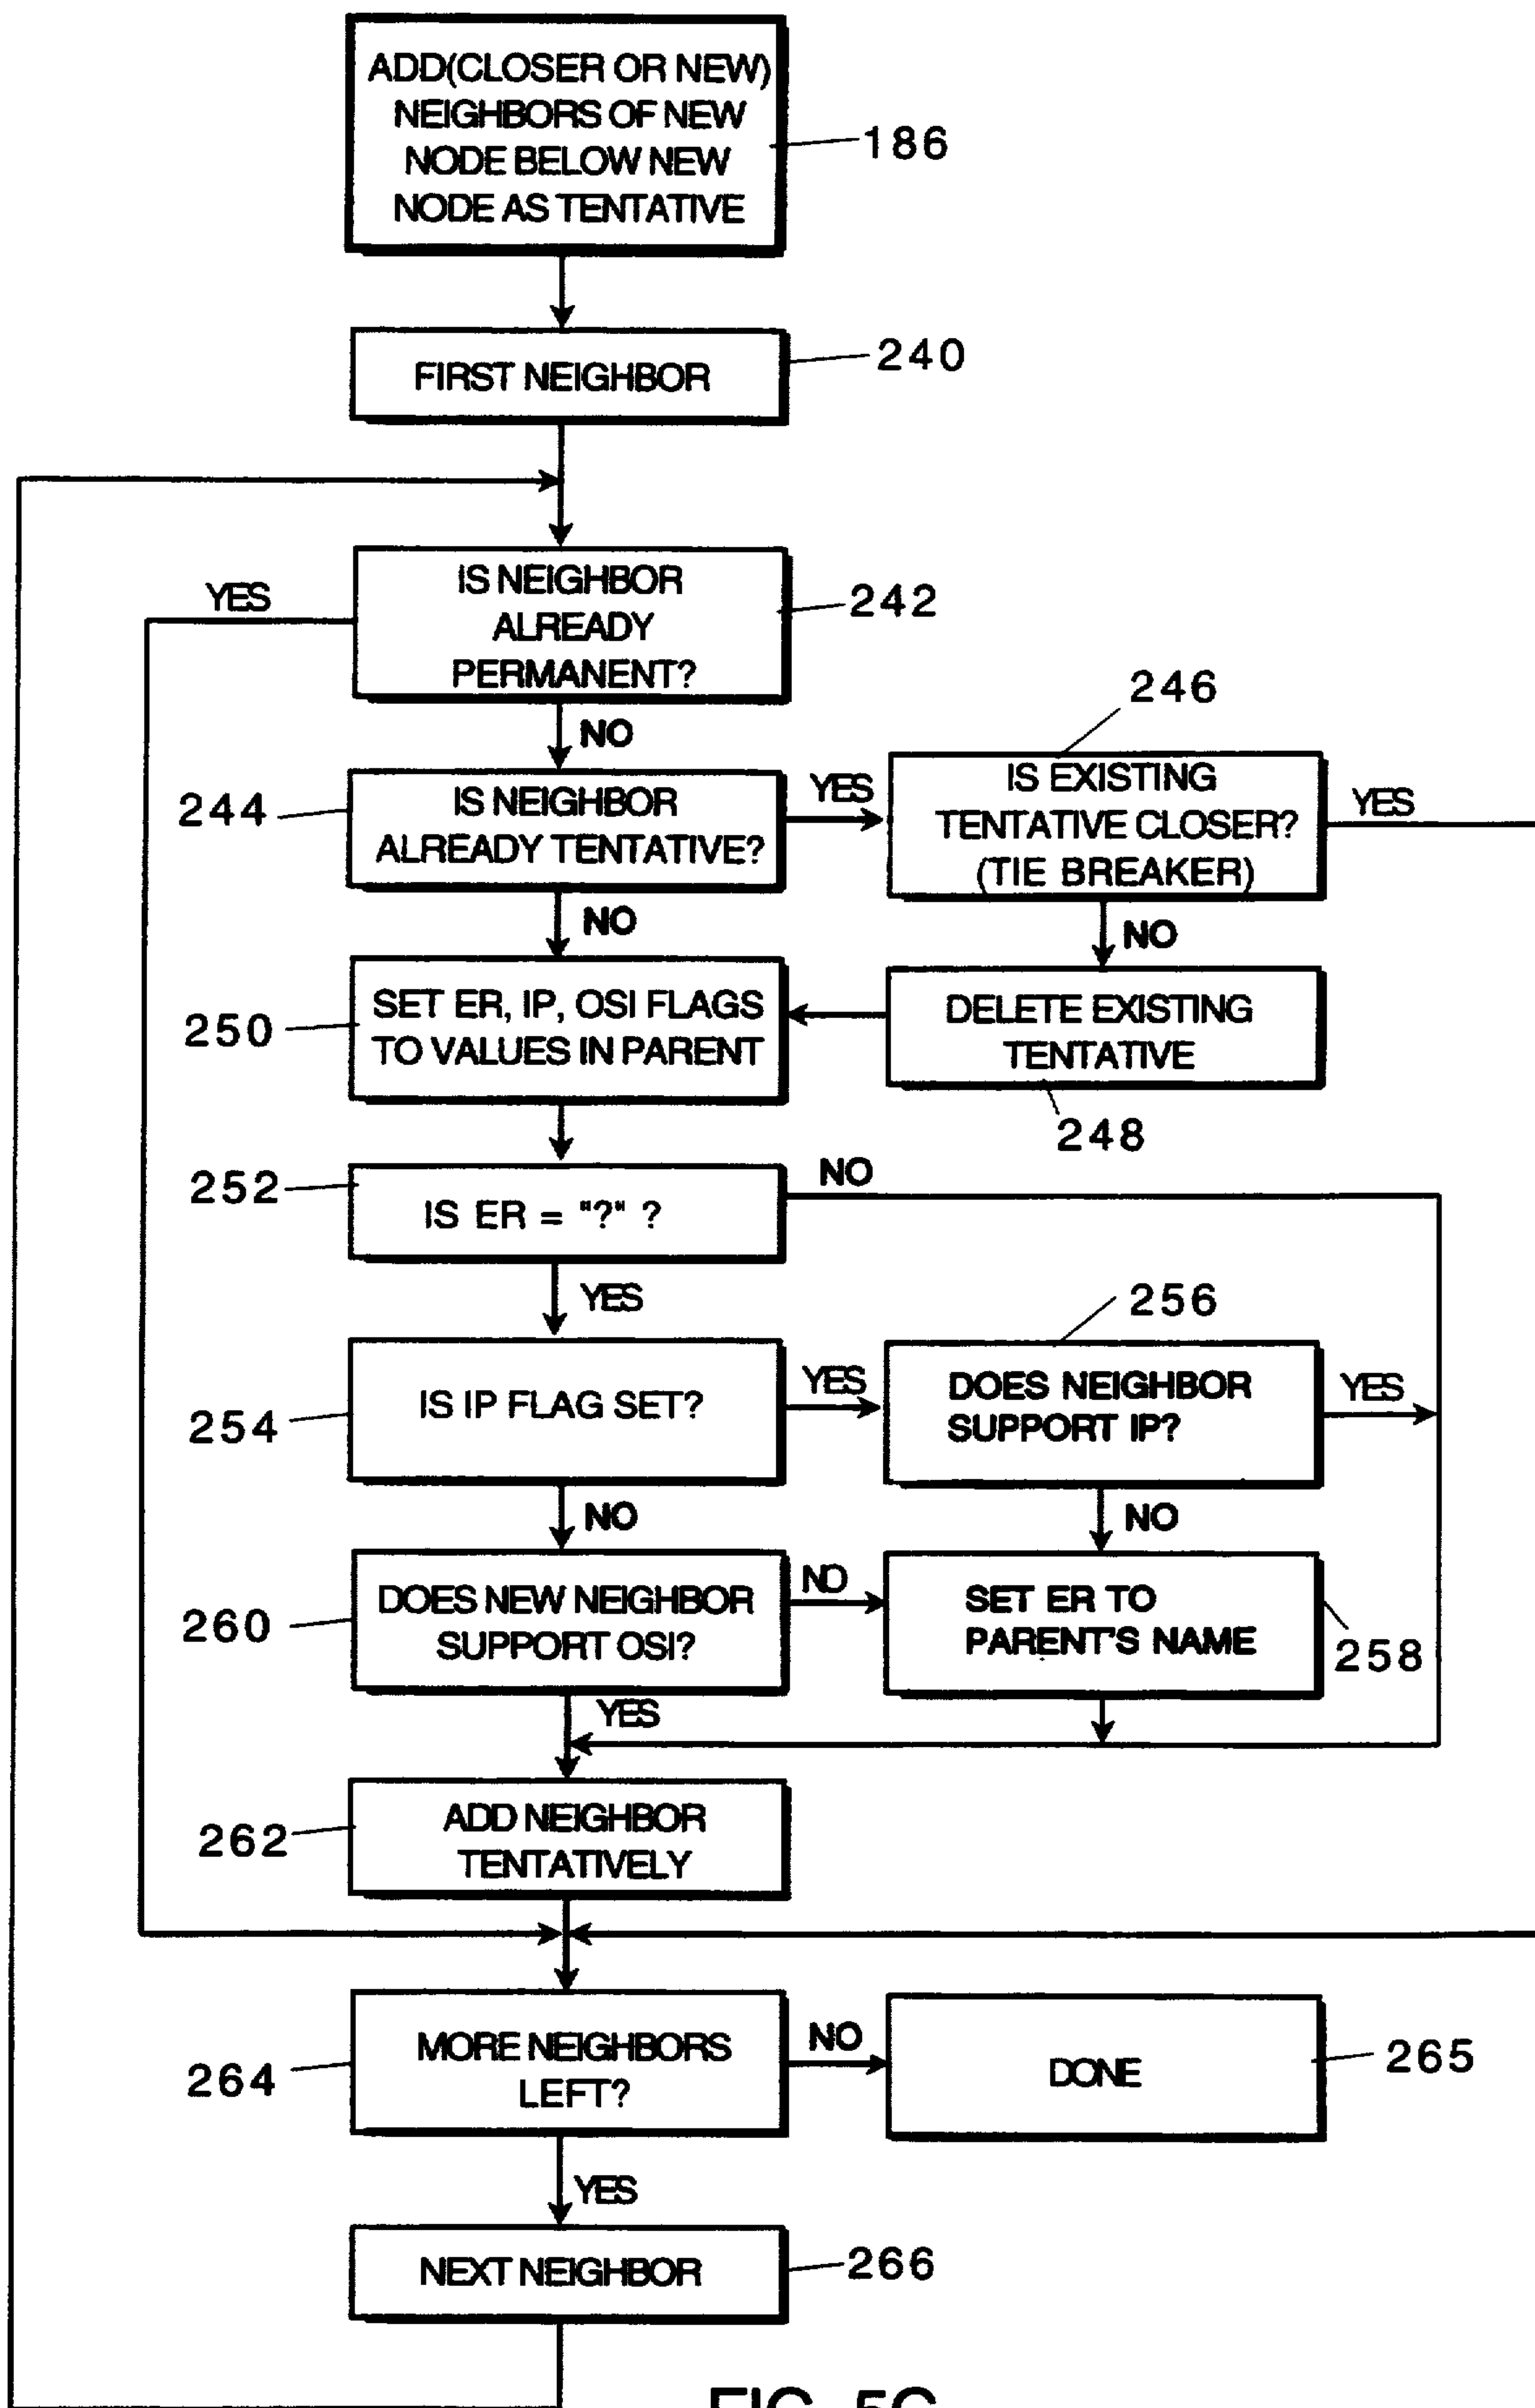 ADD(CLOSER OR NEW)
NEIGHBORS OF NEW
NODE BELOW NEW
NODE AS TENTATIVE
186
FIRST NEIGHBOR
240
IS NEIGHBOR
ALREADY
PERMANENT?
242
YES
NO
244
IS NEIGHBOR
ALREADY TENTATIVE?
YES
246
IS EXISTING
TENTATIVE CLOSER?
(TIE BREAKER)
YES
NO
NO
250
SET ER, IP, OSI FLAGS
TO VALUES IN PARENT
DELETE EXISTING
TENTATIVE
248
252
IS ER = "?" ?
NO
YES
254
IS IP FLAG SET?
YES
256
DOES NEIGHBOR
SUPPORT IP?
YES
NO
NO
260
DOES NEW NEIGHBOR
SUPPORT OSI?
NO
SET ER TO
PARENT'S NAME
258
YES
262
ADD NEIGHBOR
TENTATIVELY
264
MORE NEIGHBORS
LEFT?
NO
DONE
265
YES
NEXT NEIGHBOR
266
FIG. 5C